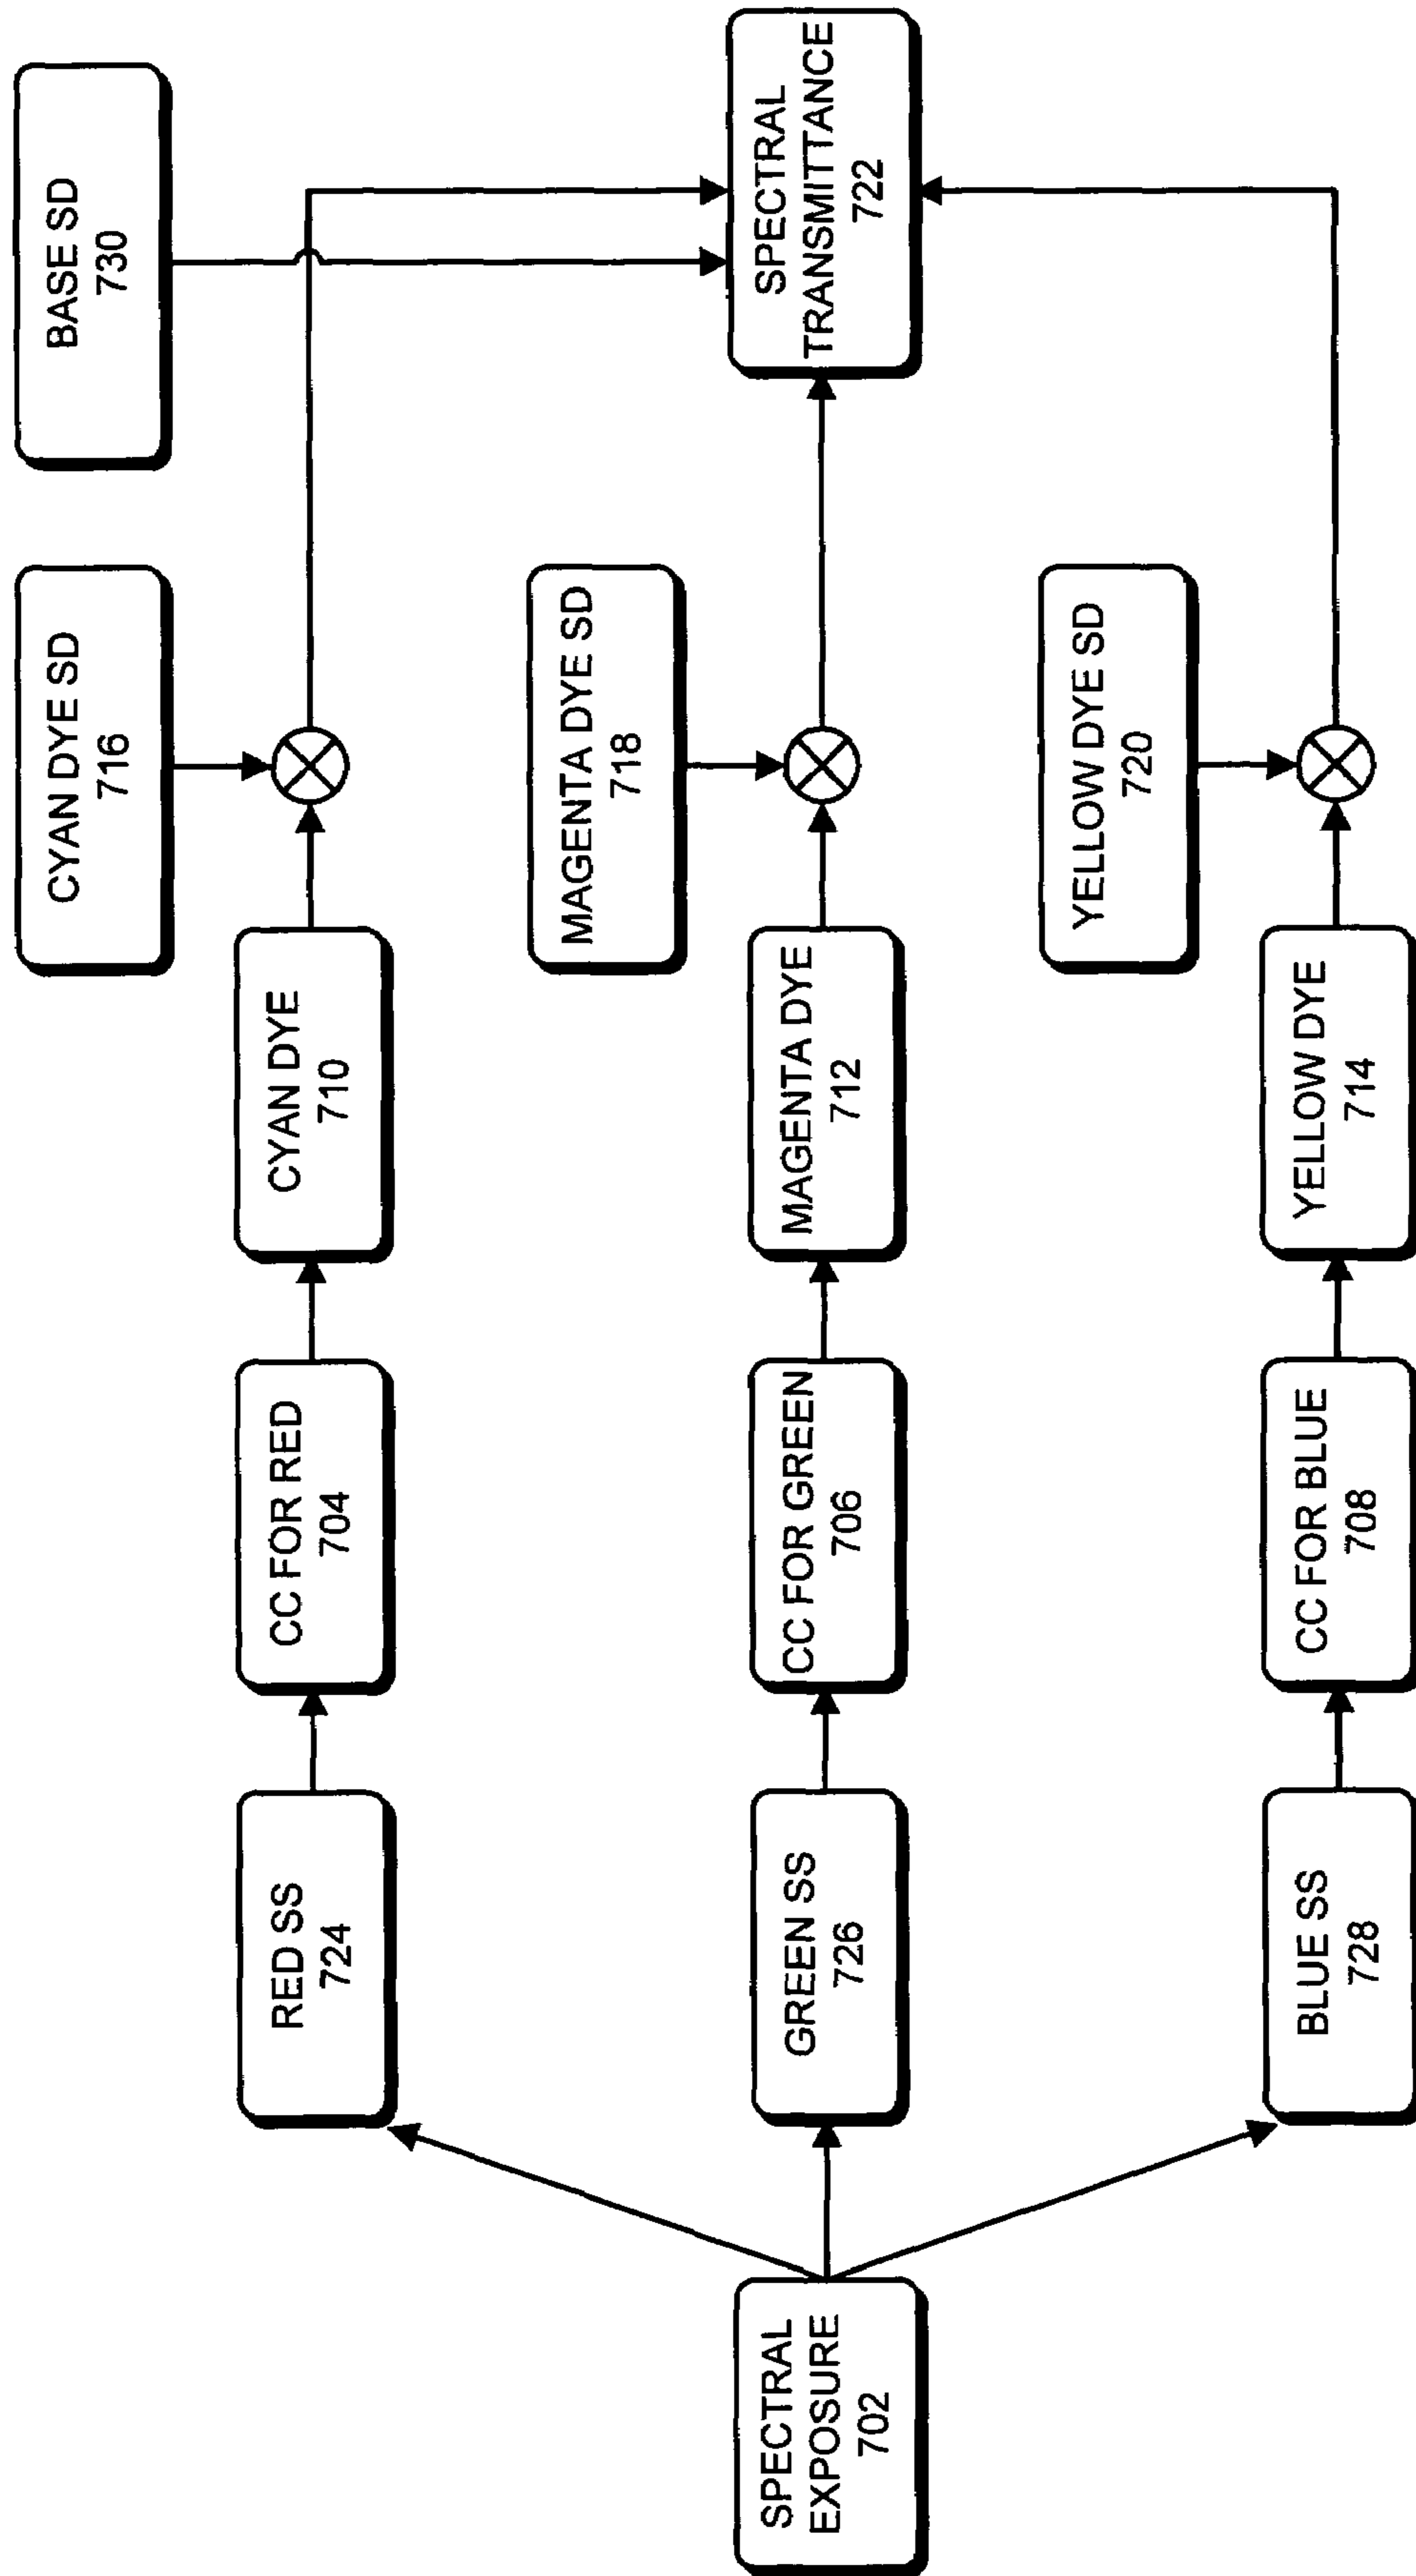 CYAN DYE SD
716
BASE SD
730
RED SS
724
CC FOR RED
704
CYAN DYE
710
MAGENTA DYE SD
718
SPECTRAL
EXPOSURE
702
GREEN SS
726
CC FOR GREEN
706
MAGENTA DYE
712
SPECTRAL
TRANSMITTANCE
722
YELLOW DYE SD
720
BLUE SS
728
CC FOR BLUE
708
YELLOW DYE
714